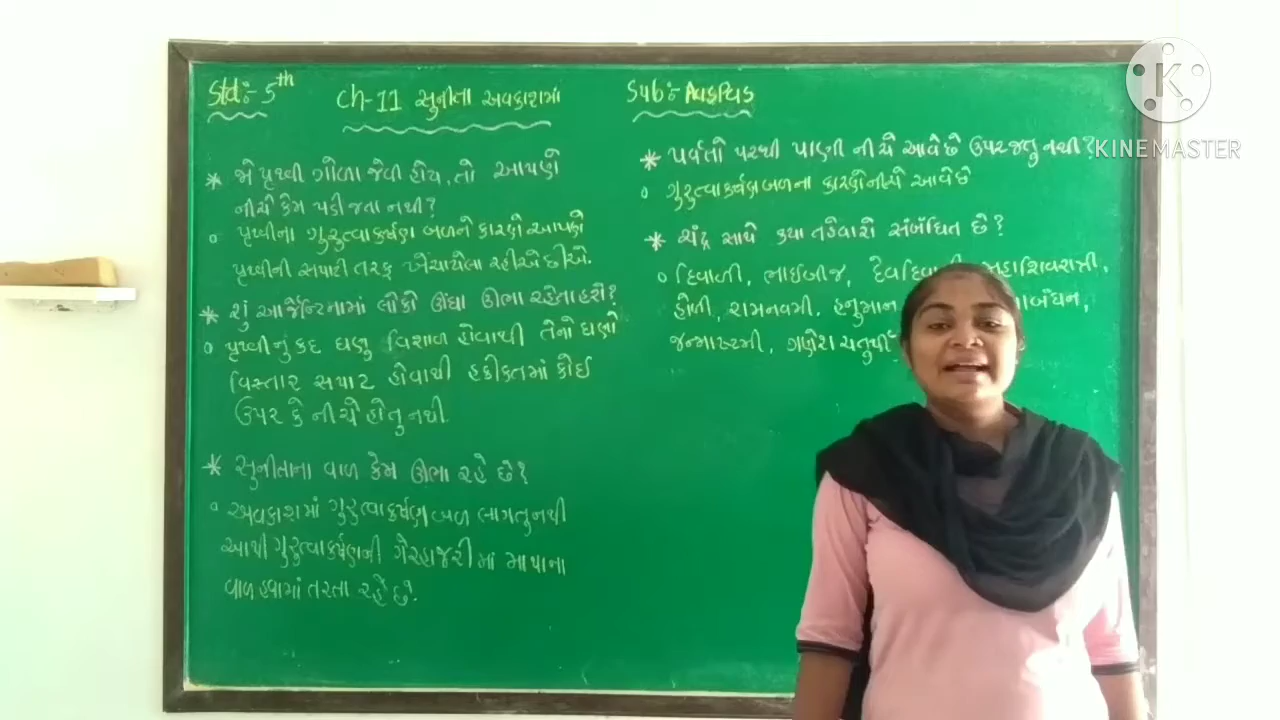 Std:- 5th
Ch-11 સુનીતા અવકાશમાં
Sub:-
* જો પૃથ્વી ગોળા જેવી હોય, તો આપણે
નીચે કેમ પડી જતા નથી?
○ પૃથ્વીના ગુરુત્વાકર્ષણ બળને કારણે આપણે
પૃથ્વીની સપાટી તરફ ખેંચાયેલા રહીએ છીએ.
* શું આર્જેન્ટિનામાં લોકો ઊંધા ઊભા રહેતા હશે?
○ પૃથ્વીનું કદ ઘણુ વિશાળ હોવાથી તેનો ઘણો
વિસ્તાર સપાટ હોવાથી હકીકતમાં કોઈ
ઉપર કે નીચે હોતુ નથી.
* સુનીતાના વાળ કેમ ઊભા રહે છે?
○ અવકાશમાં ગુરુત્વાકર્ષણ બળ લાગતુ નથી
આથી ગુરુત્વાકર્ષણની ગેરહાજરીમાં માથાના
વાળ હવામાં તરતા રહે છે.
* પર્વતો પરથી પાણી નીચે આવે છે ઉપર જતુ નથી?
○ ગુરુત્વાકર્ષણ બળના કારણે નીચે આવે છે
* ચંદ્ર સાથે કયા તહેવારો સંબંધિત છે?
○ દિવાળી, ભાઈબીજ, દેવદિવાળી મહાશિવરાત્રી,
હોળી, રામનવમી, હનુમાન
જન્માષ્ટમી, ગણેશ ચતુર્થી
KINEMASTER